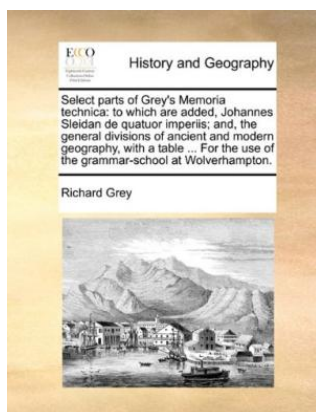 ECCO
History and Geography
Select parts of Grey's Memoria
technica: to which are added, Johannes
Sleidan de quatuor imperiis; and, the
general divisions of ancient and modern
geography, with a table ... For the use of
the grammar-school at Wolverhampton.
Richard Grey